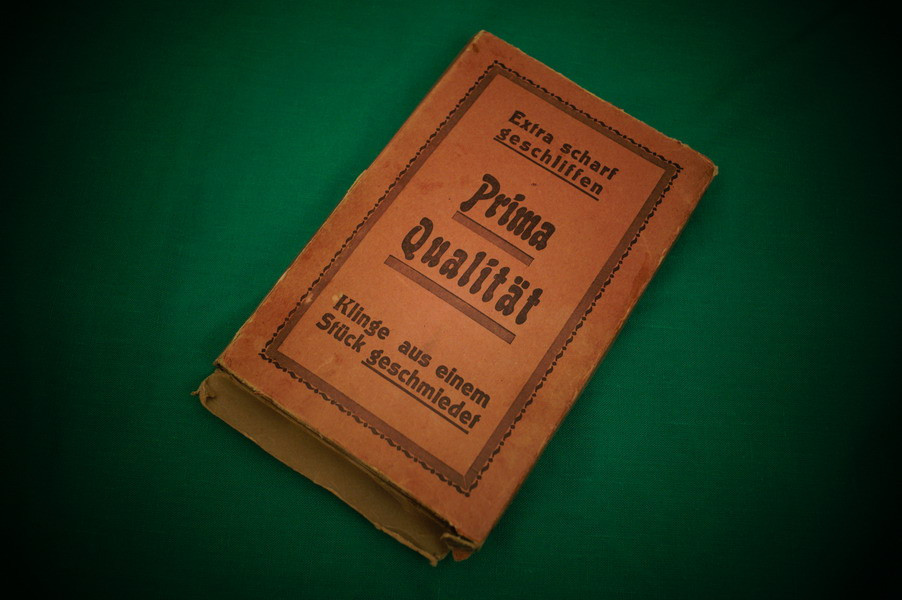 Extra scharf
geschliffen
Prima
Qualität
Klinge aus einem
Stück geschmiedet